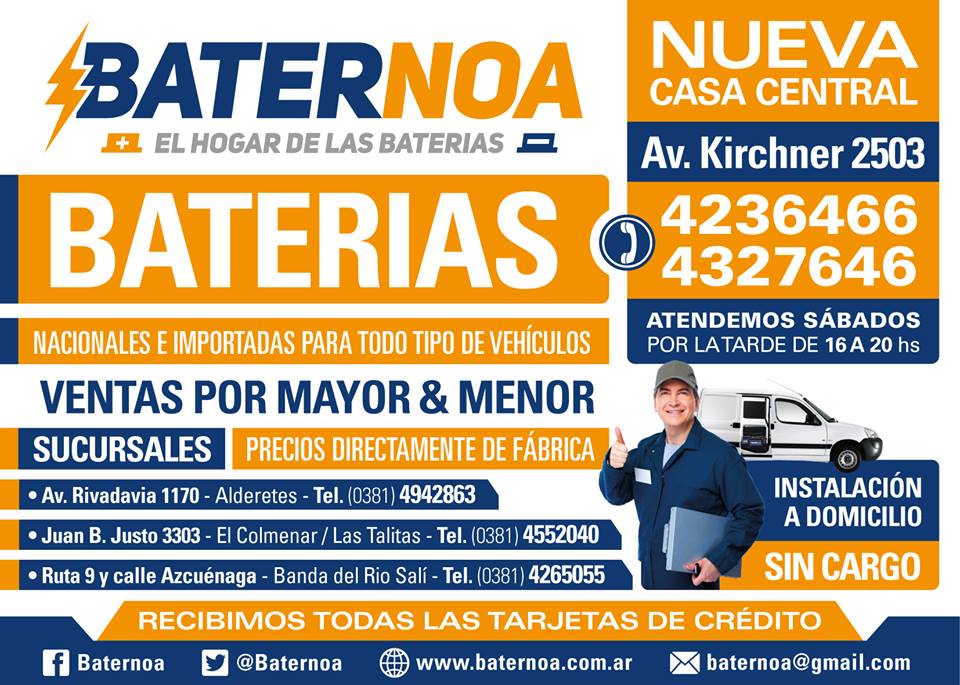 BATERNOA
EL HOGAR DE LAS BATERIAS
NUEVA
CASA CENTRAL
Av. Kirchner 2503
4236466
4327646
ATENDEMOS SÁBADOS
POR LA TARDE DE 16 A 20 hs
BATERIAS
NACIONALES E IMPORTADAS PARA TODO TIPO DE VEHÍCULOS
VENTAS POR MAYOR & MENOR
SUCURSALES
PRECIOS DIRECTAMENTE DE FÁBRICA
• Av. Rivadavia 1170 - Alderetes - Tel. (0381) 4942863
• Juan B. Justo 3303 - El Colmenar / Las Talitas - Tel. (0381) 4552040
• Ruta 9 y calle Azcuénaga - Banda del Rio Salí - Tel. (0381) 4265055
INSTALACIÓN
A DOMICILIO
SIN CARGO
RECIBIMOS TODAS LAS TARJETAS DE CRÉDITO
Baternoa
@Baternoa
www.baternoa.com.ar
baternoa@gmail.com